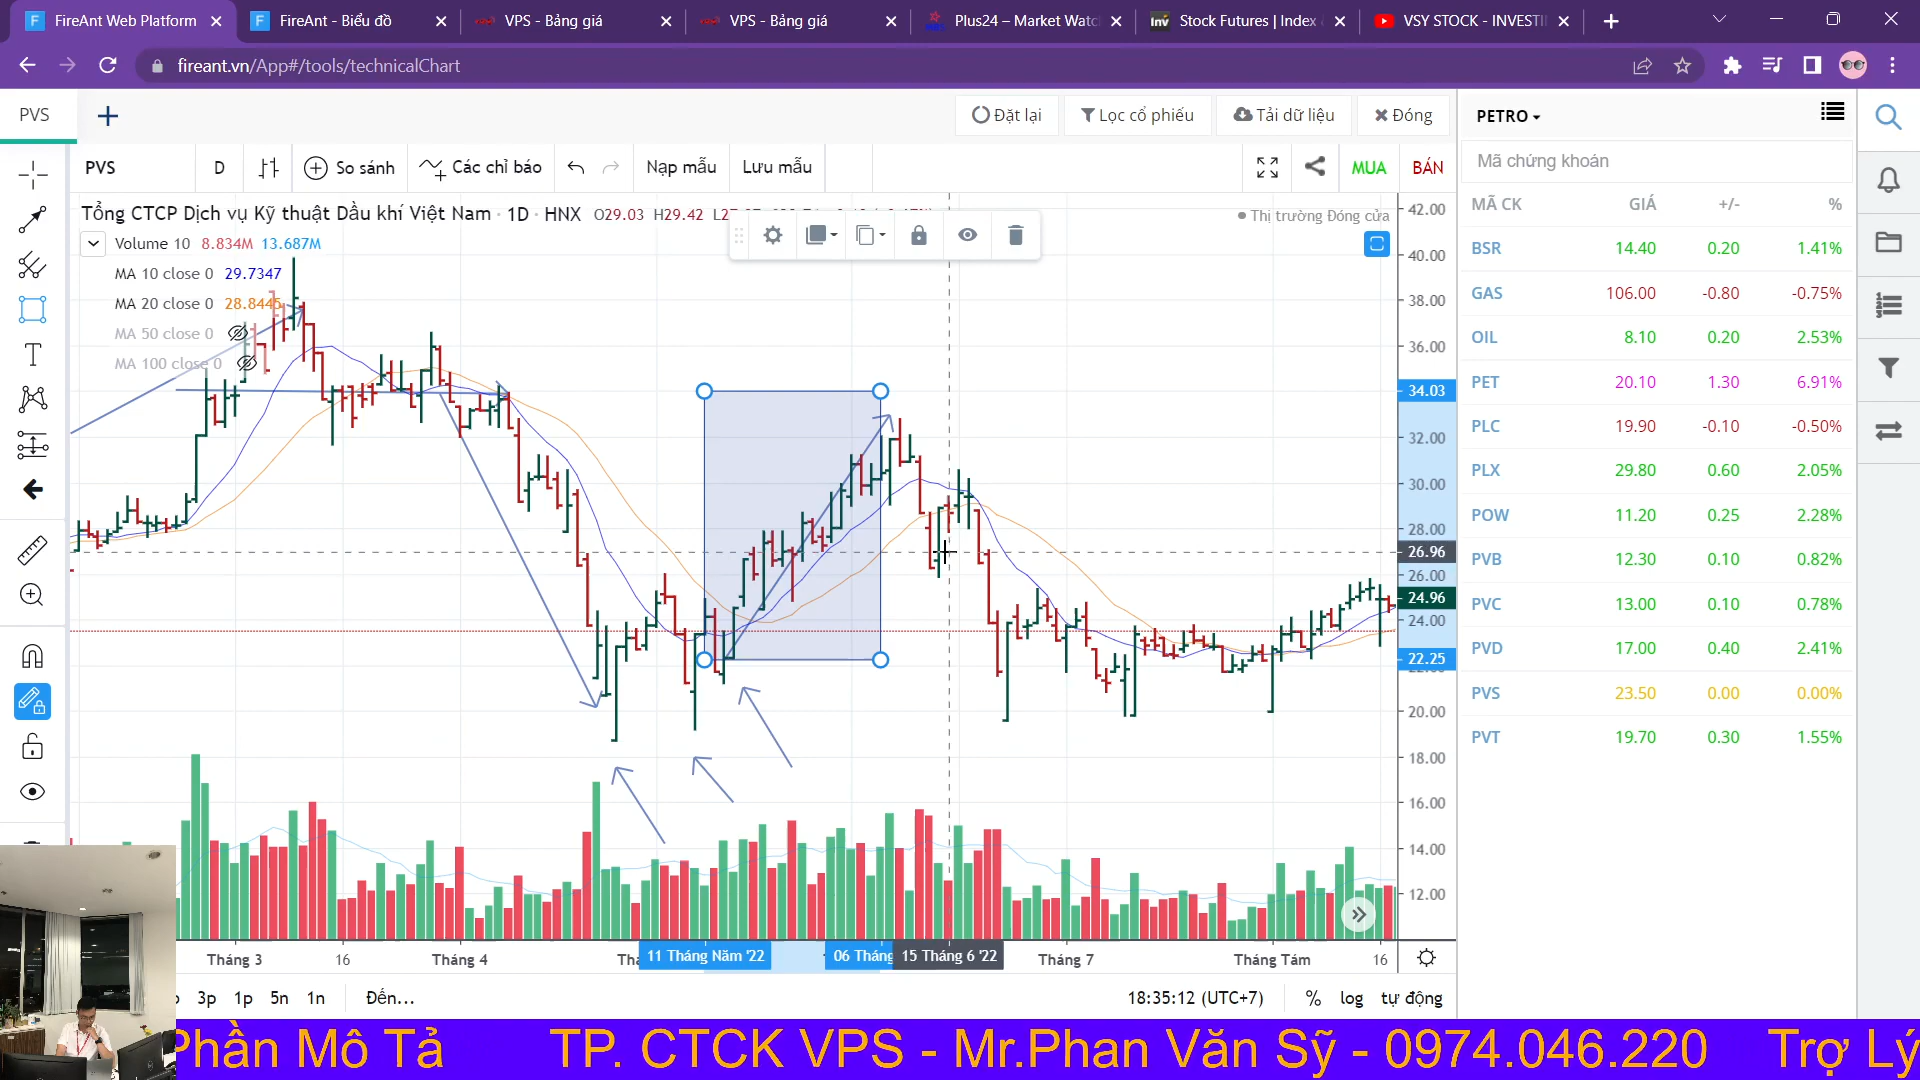 FireAnt Web Platform
FireAnt - Biểu đồ
VPS - Bảng giá
VPS - Bảng giá
Plus24 – Market Watc
Stock Futures | Index
VSY STOCK - INVESTI
fireant.vn/App#/tools/technicalChart
PVS
Đặt lại
Lọc cổ phiếu
Tải dữ liệu
Đóng
PVS
D
So sánh
Các chỉ báo
Nạp mẫu
Lưu mẫu
MUA
BÁN
Tổng CTCP Dịch vụ Kỹ thuật Dầu khí Việt Nam · 1D · HNX O29.03 H29.42
Thị trường Đóng cửa
Volume 10 8.834M 13.687M
MA 10 close 0 29.7347
MA 20 close 0 28.8445
MA 50 close 0
MA 100 close 0
42.00
40.00
38.00
36.00
34.03
32.00
30.00
28.00
26.96
26.00
24.96
24.00
22.25
20.00
18.00
16.00
14.00
12.00
Tháng 3
16
Tháng 4
11 Tháng Năm '22
06 Tháng
15 Tháng 6 '22
Tháng 7
Tháng Tám
16
3p
1p
5n
1n
Đến...
18:35:12 (UTC+7)
%
log
tự động
PETRO
Mã chứng khoán
MÃ CK GIÁ +/- %
BSR 14.40 0.20 1.41%
GAS 106.00 -0.80 -0.75%
OIL 8.10 0.20 2.53%
PET 20.10 1.30 6.91%
PLC 19.90 -0.10 -0.50%
PLX 29.80 0.60 2.05%
POW 11.20 0.25 2.28%
PVB 12.30 0.10 0.82%
PVC 13.00 0.10 0.78%
PVD 17.00 0.40 2.41%
PVS 23.50 0.00 0.00%
PVT 19.70 0.30 1.55%
Phần Mô Tả TP. CTCK VPS - Mr.Phan Văn Sỹ - 0974.046.220 Trợ Lý